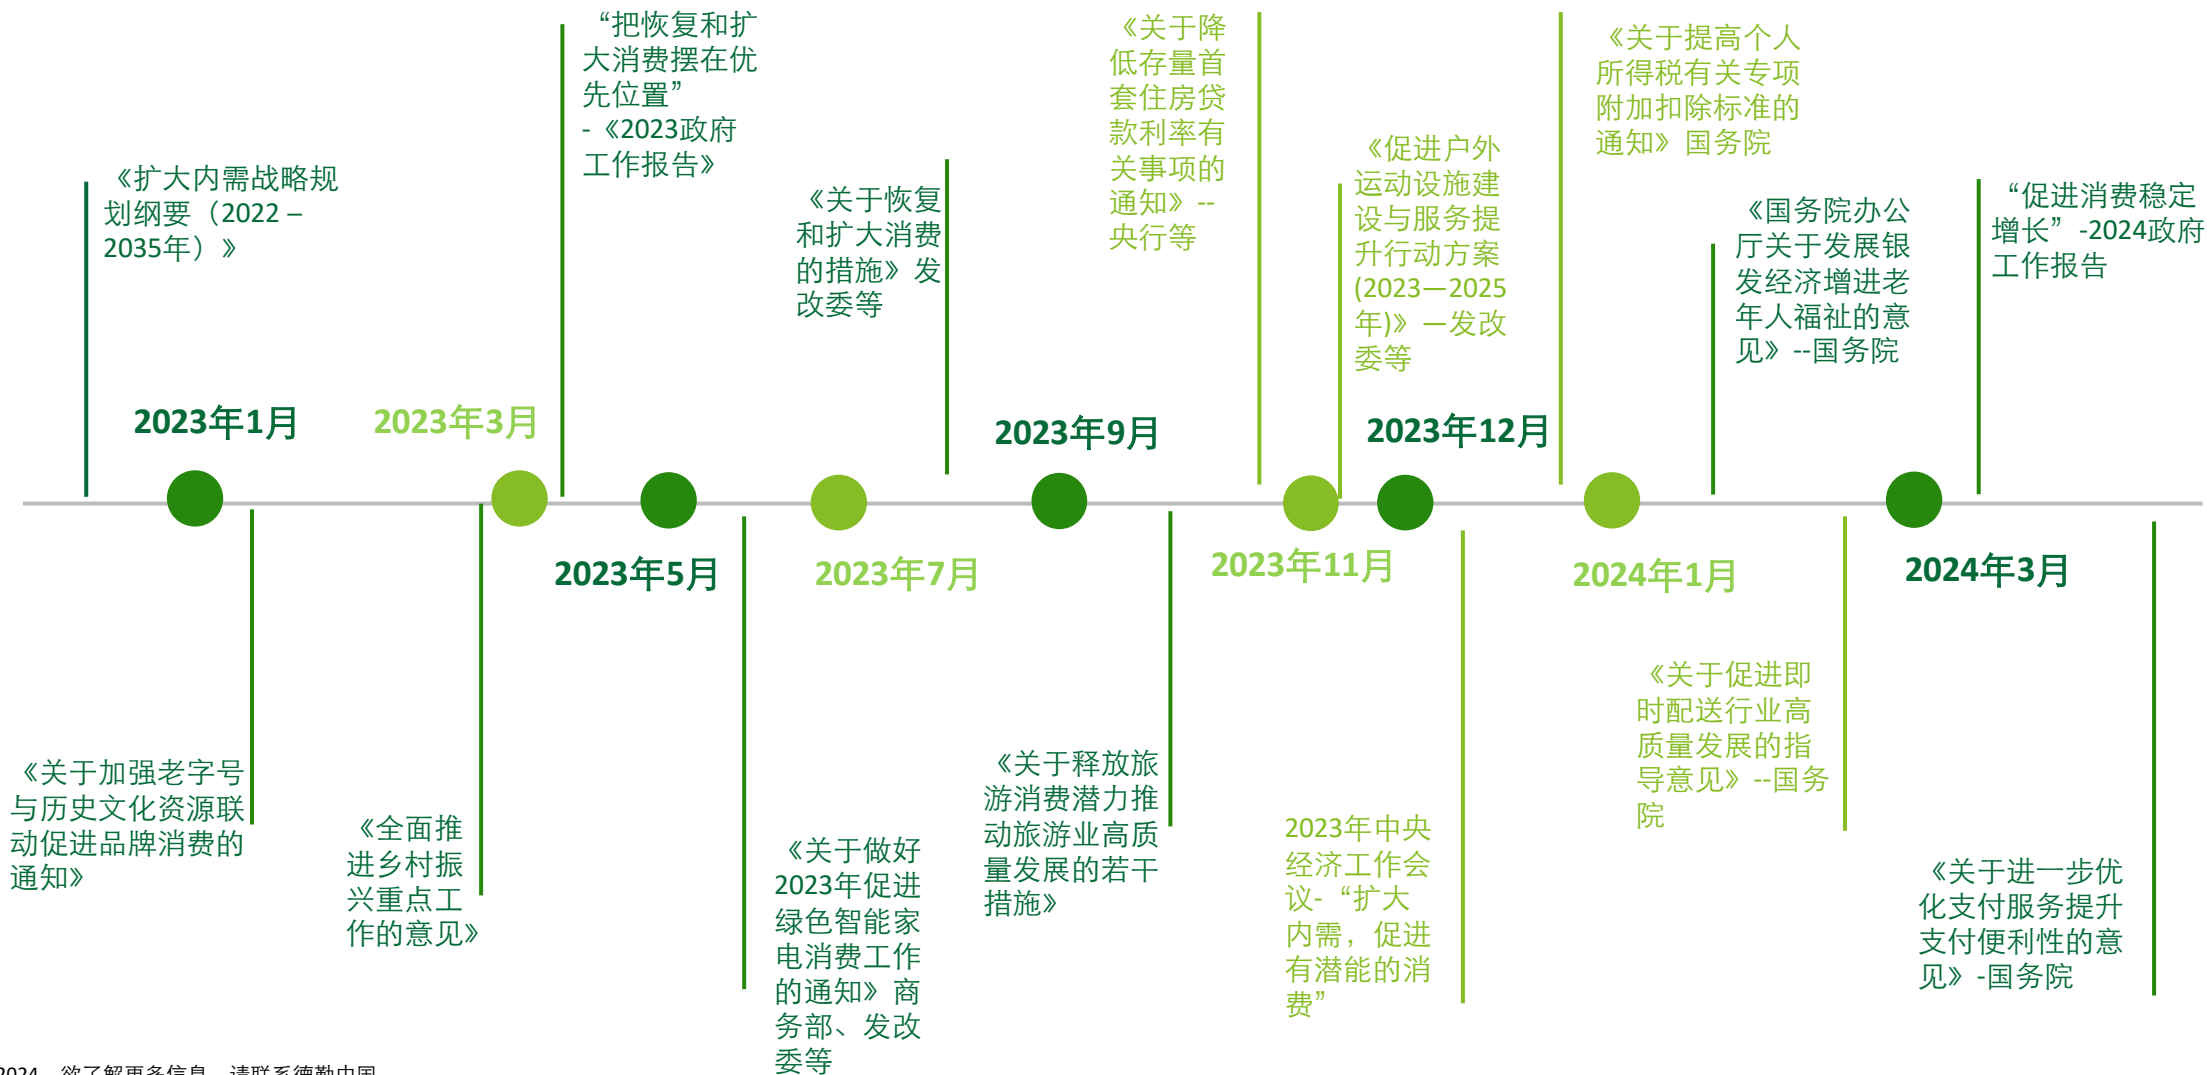 《扩大内需战略规
划纲要（2022 –
2035年）》
“把恢复和扩
大消费摆在优
先位置”
-《2023政府
工作报告》
《关于恢复
和扩大消费
的措施》发
改委等
《关于降
低存量首
套住房贷
款利率有
关事项的
通知》--
央行等
《促进户外
运动设施建
设与服务提
升行动方案
(2023—2025
年)》—发改
委等
《关于提高个人
所得税有关专项
附加扣除标准的
通知》国务院
《国务院办公
厅关于发展银
发经济增进老
年人福祉的意
见》--国务院
“促进消费稳定
增长”-2024政府
工作报告
2023年1月
2023年3月
2023年9月
2023年12月
2023年5月
2023年7月
2023年11月
2024年1月
2024年3月
《关于加强老字号
与历史文化资源联
动促进品牌消费的
通知》
《全面推
进乡村振
兴重点工
作的意见》
《关于做好
2023年促进
绿色智能家
电消费工作
的通知》商
务部、发改
委等
《关于释放旅
游消费潜力推
动旅游业高质
量发展的若干
措施》
2023年中央
经济工作会
议-“扩大
内需，促进
有潜能的消
费”
《关于促进即
时配送行业高
质量发展的指
导意见》--国务
院
《关于进一步优
化支付服务提升
支付便利性的意
见》-国务院
2024。欲了解更多信息，请联系德勤中国